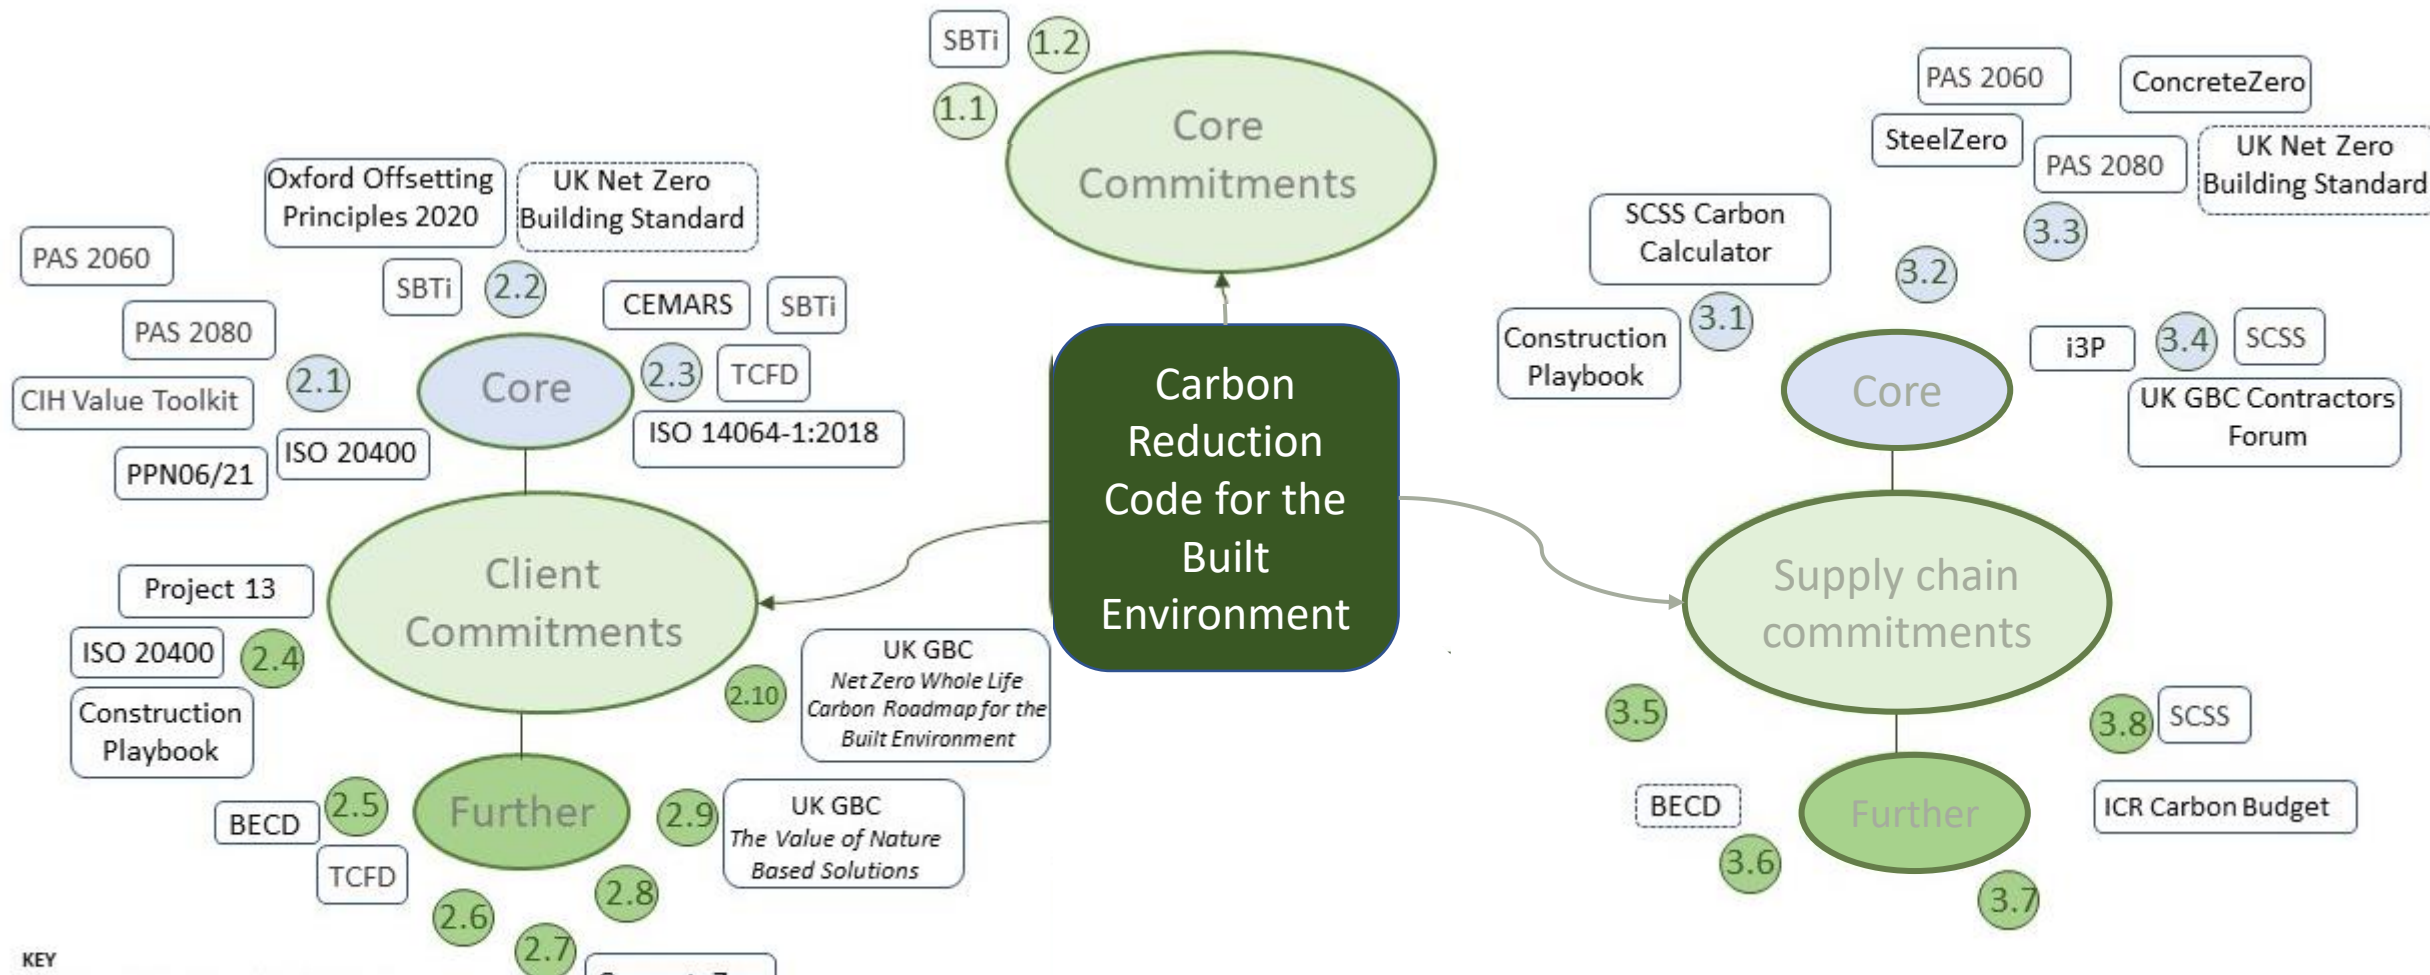 SBTi
1.2
1.1
Core
Commitments
Oxford Offsetting
Principles 2020
UK Net Zero
Building Standard
PAS 2060
SBTi
2.2
CEMARS
SBTi
PAS 2080
2.1
Core
2.3
TCFD
CIH Value Toolkit
ISO 20400
ISO 14064-1:2018
PPN06/21
Client
Commitments
Project 13
ISO 20400
2.4
Construction
Playbook
2.10
UK GBC
Net Zero Whole Life
Carbon Roadmap for the
Built Environment
BECD
2.5
TCFD
Further
2.9
UK GBC
The Value of Nature
Based Solutions
2.6
2.8
2.7
KEY
Carbon
Reduction
Code for the
Built
Environment
PAS 2060
ConcreteZero
SteelZero
PAS 2080
UK Net Zero
Building Standard
SCSS Carbon
Calculator
3.3
3.2
Construction
Playbook
3.1
Core
i3P
3.4
SCSS
UK GBC Contractors
Forum
Supply chain
commitments
3.5
3.8
SCSS
BECD
Further
ICR Carbon Budget
3.6
3.7